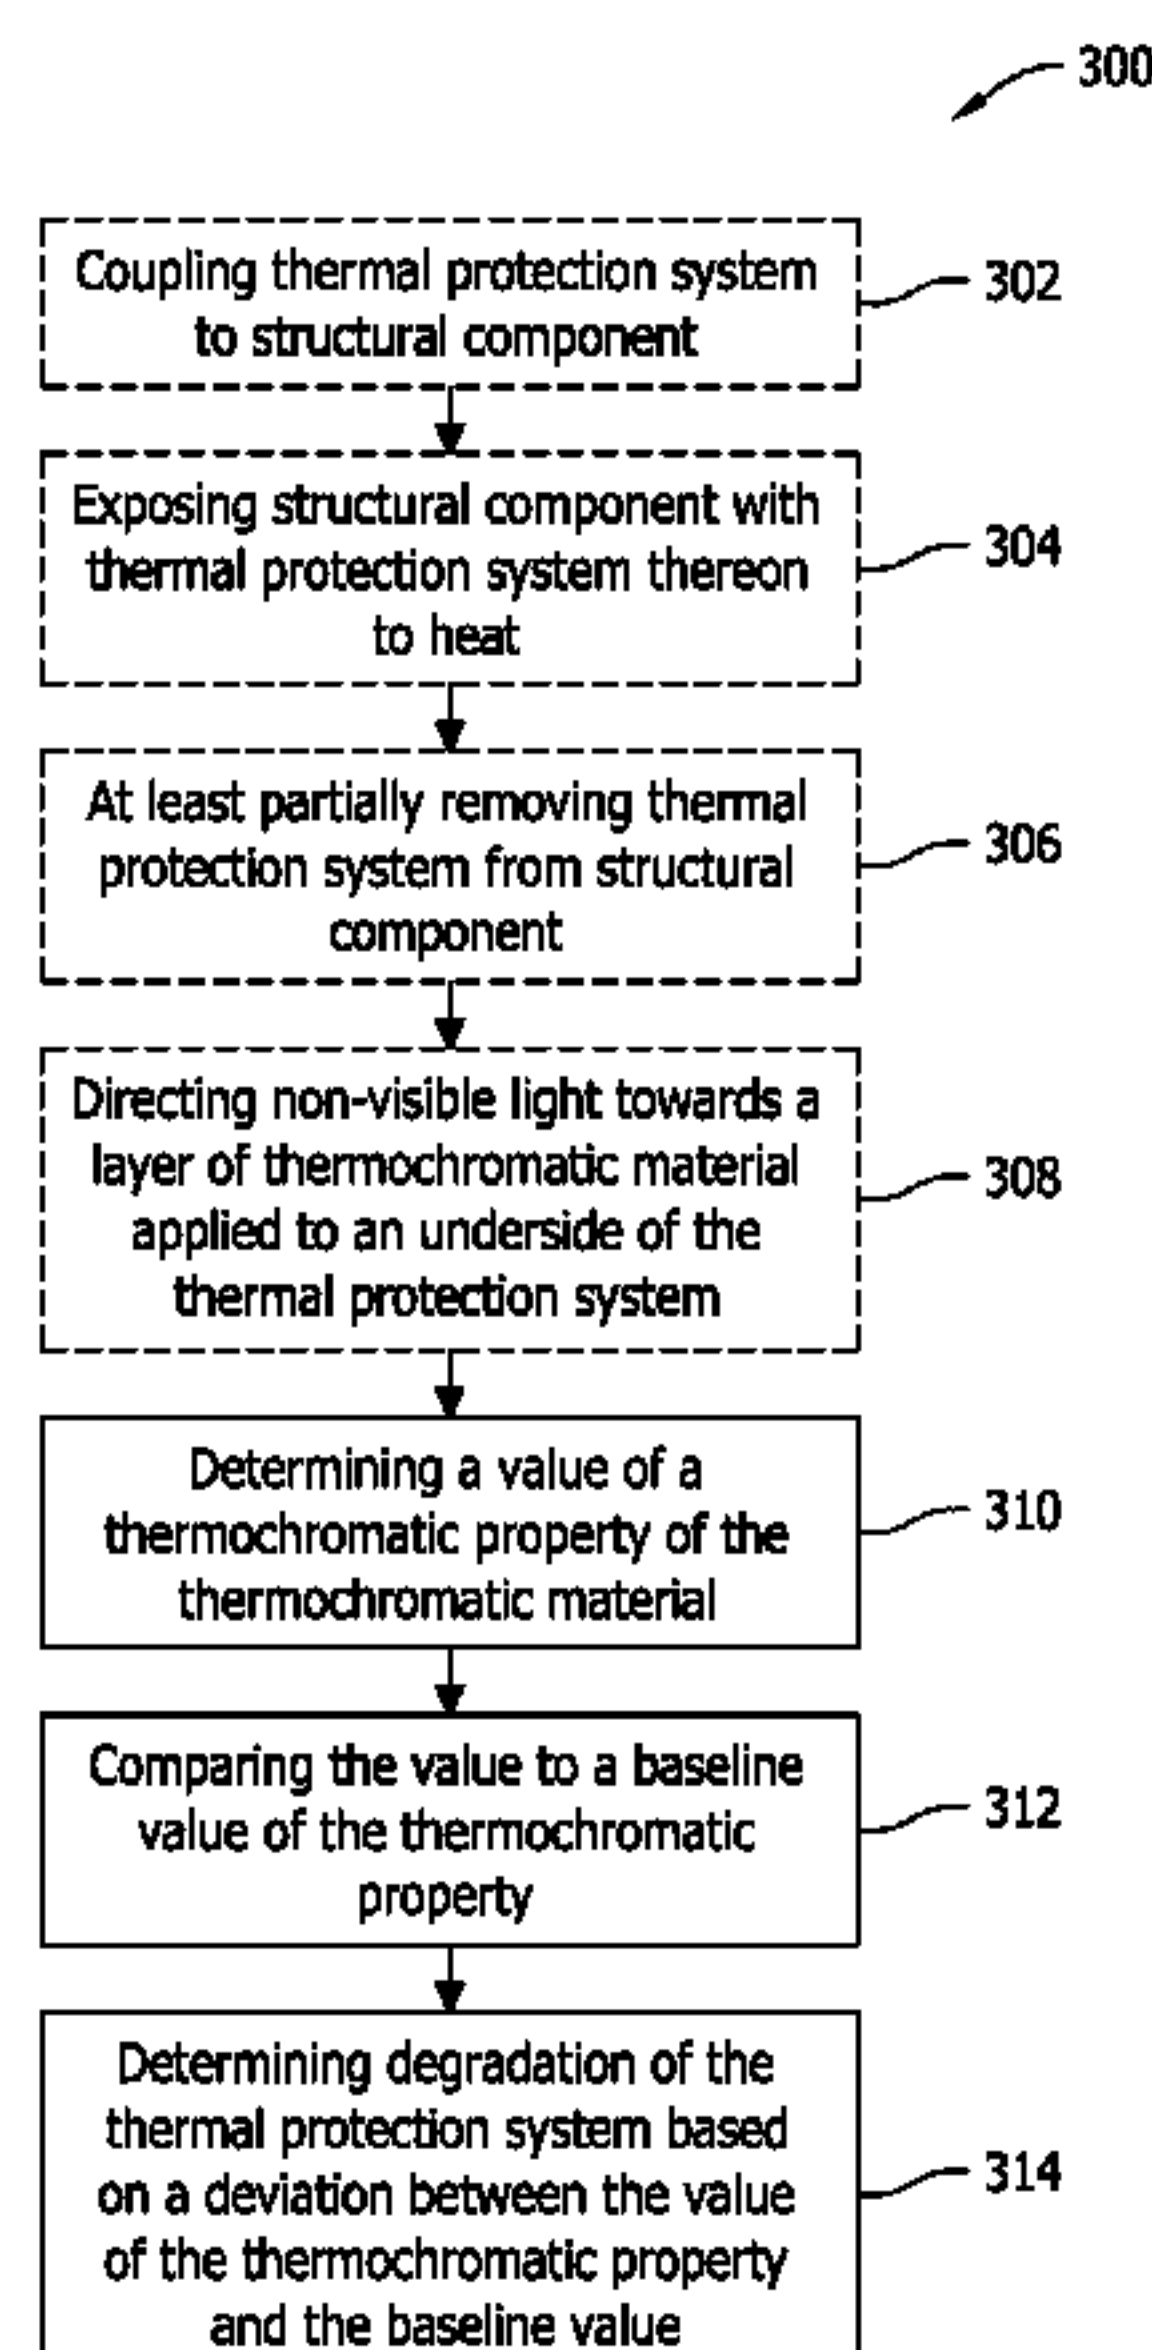 300
Coupling thermal protection system
to structural component
302
Exposing structural component with
thermal protection system thereon
to heat
304
At least partially removing thermal
protection system from structural
component
306
Directing non-visible light towards a
layer of thermochromatic material
applied to an underside of the
thermal protection system
308
Determining a value of a
thermochromatic property of the
thermochromatic material
310
Comparing the value to a baseline
value of the thermochromatic
property
312
Determining degradation of the
thermal protection system based
on a deviation between the value
of the thermochromatic property
and the baseline value
314